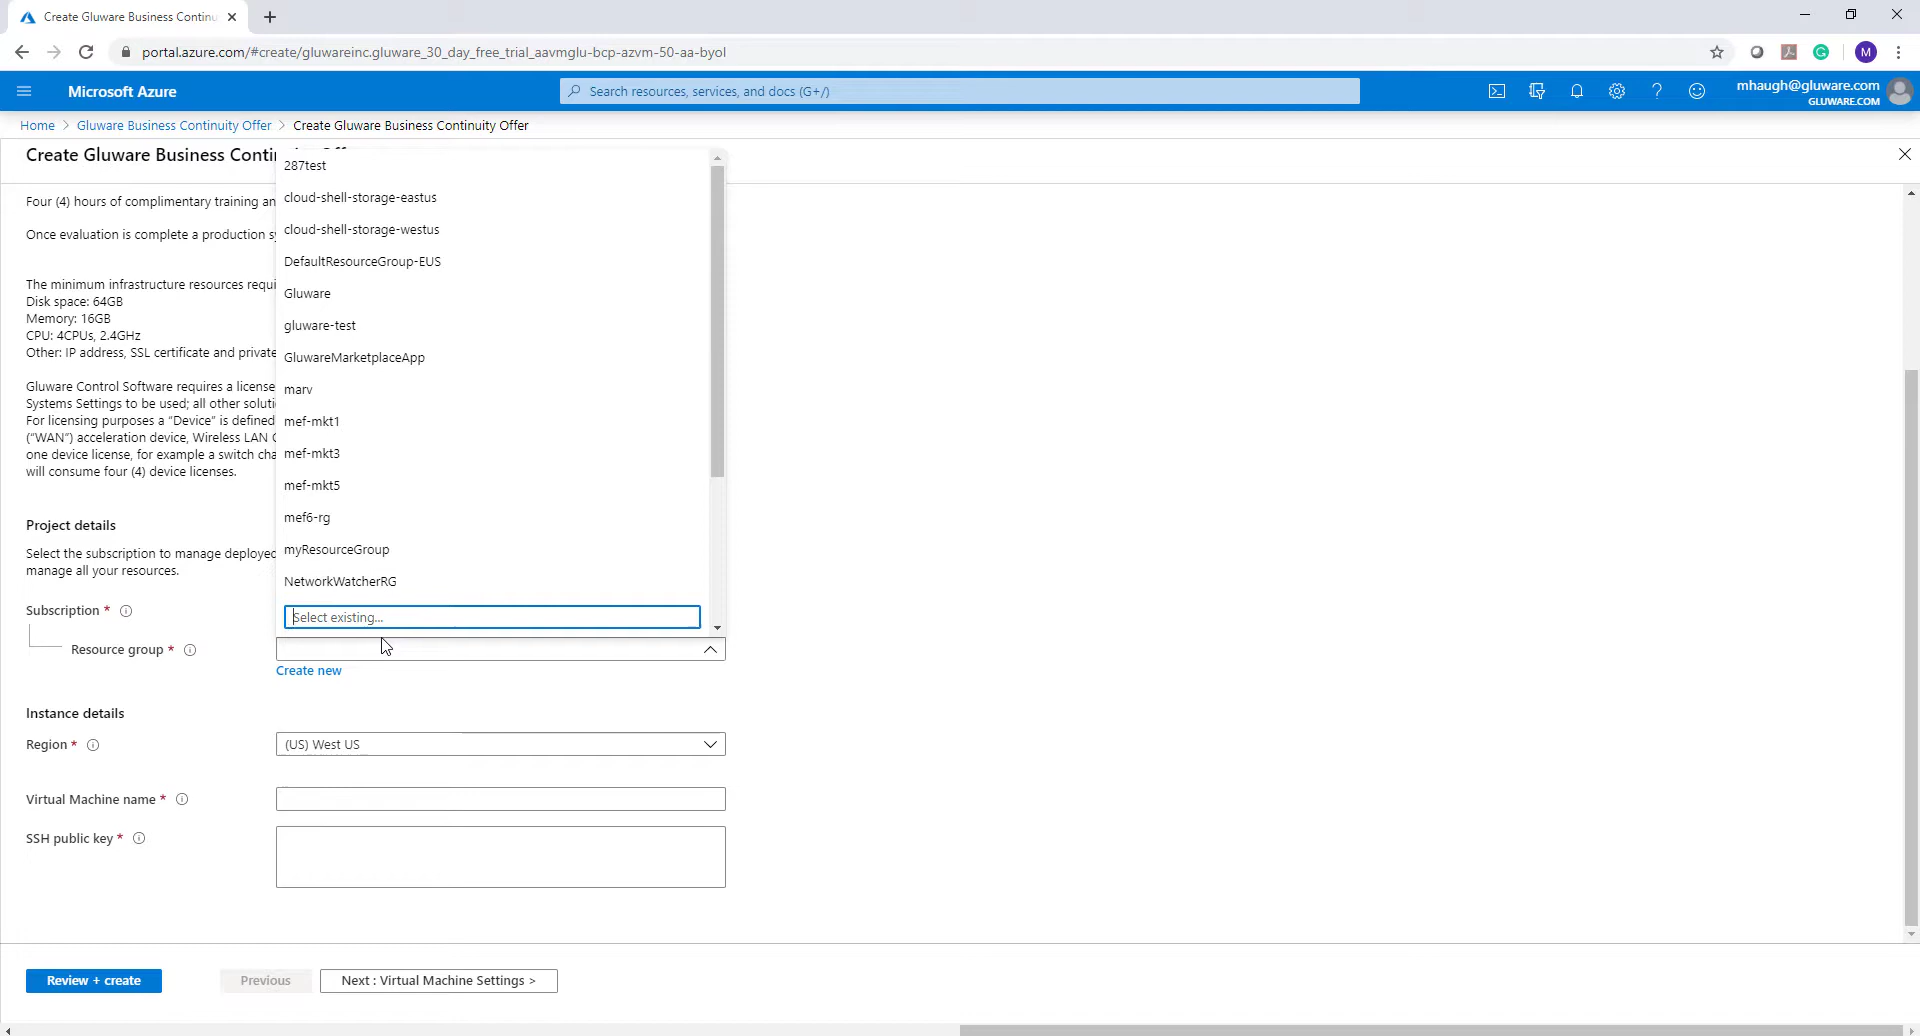 Create Gluware Business Continu
portal.azure.com/#create/gluwareinc.gluware_30_day_free_trial_aavmglu-bcp-azvm-50-aa-byol
M
Microsoft Azure
Search resources, services, and docs (G+/)
mhaugh@gluware.com
GLUWARE.COM
Home > Gluware Business Continuity Offer > Create Gluware Business Continuity Offer
Create Gluware Business Conti
Four (4) hours of complimentary training an
Once evaluation is complete a production sy
The minimum infrastructure resources requi
Disk space: 64GB
Memory: 16GB
CPU: 4CPUs, 2.4GHz
Other: IP address, SSL certificate and private
Gluware Control Software requires a license
Systems Settings to be used; all other soluti
For licensing purposes a “Device” is defined
(“WAN”) acceleration device, Wireless LAN C
one device license, for example a switch cha
will consume four (4) device licenses.
287test
cloud-shell-storage-eastus
cloud-shell-storage-westus
DefaultResourceGroup-EUS
Gluware
gluware-test
GluwareMarketplaceApp
marv
mef-mkt1
mef-mkt3
mef-mkt5
mef6-rg
myResourceGroup
NetworkWatcherRG
Select existing...
Project details
Select the subscription to manage deployed
manage all your resources.
Subscription *
Resource group *
Create new
Instance details
Region *
(US) West US
Virtual Machine name *
SSH public key *
Review + create
Previous
Next : Virtual Machine Settings >